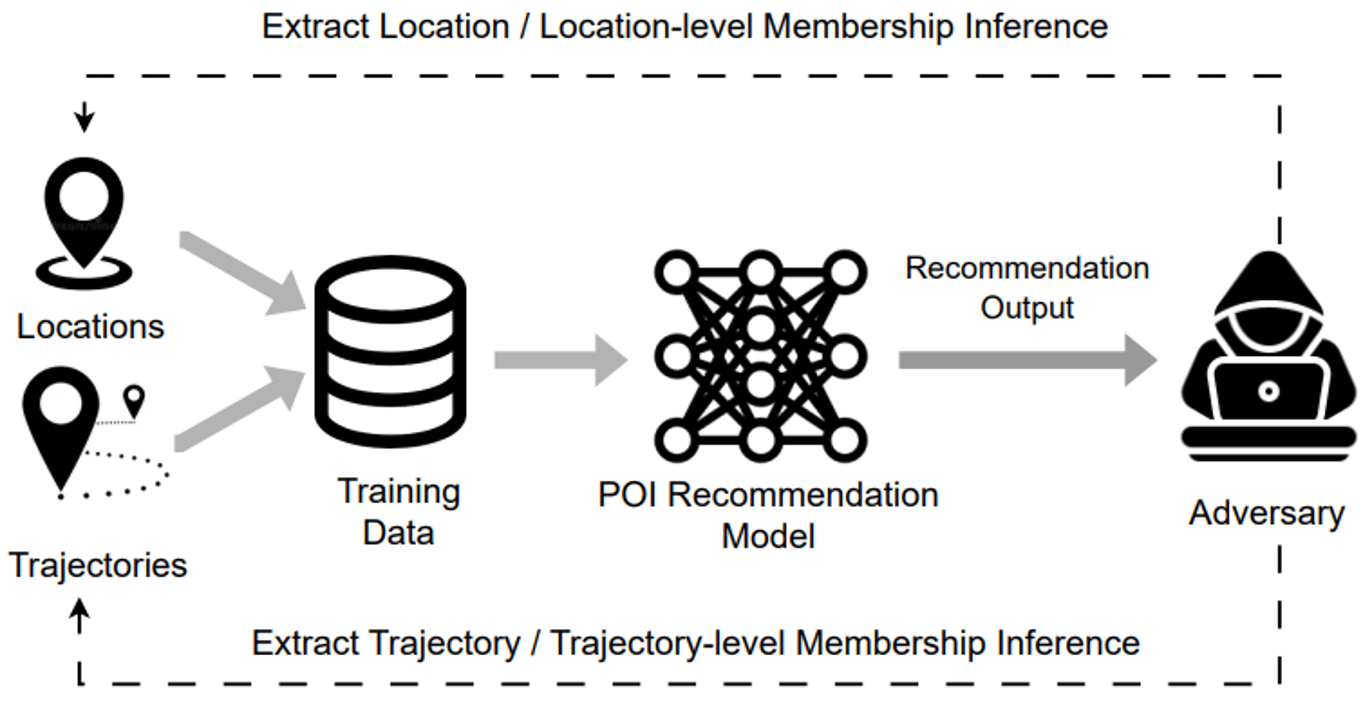 Extract Location / Location-level Membership Inference
Locations
Trajectories
Training
Data
POI Recommendation
Model
Recommendation
Output
Adversary
Extract Trajectory / Trajectory-level Membership Inference